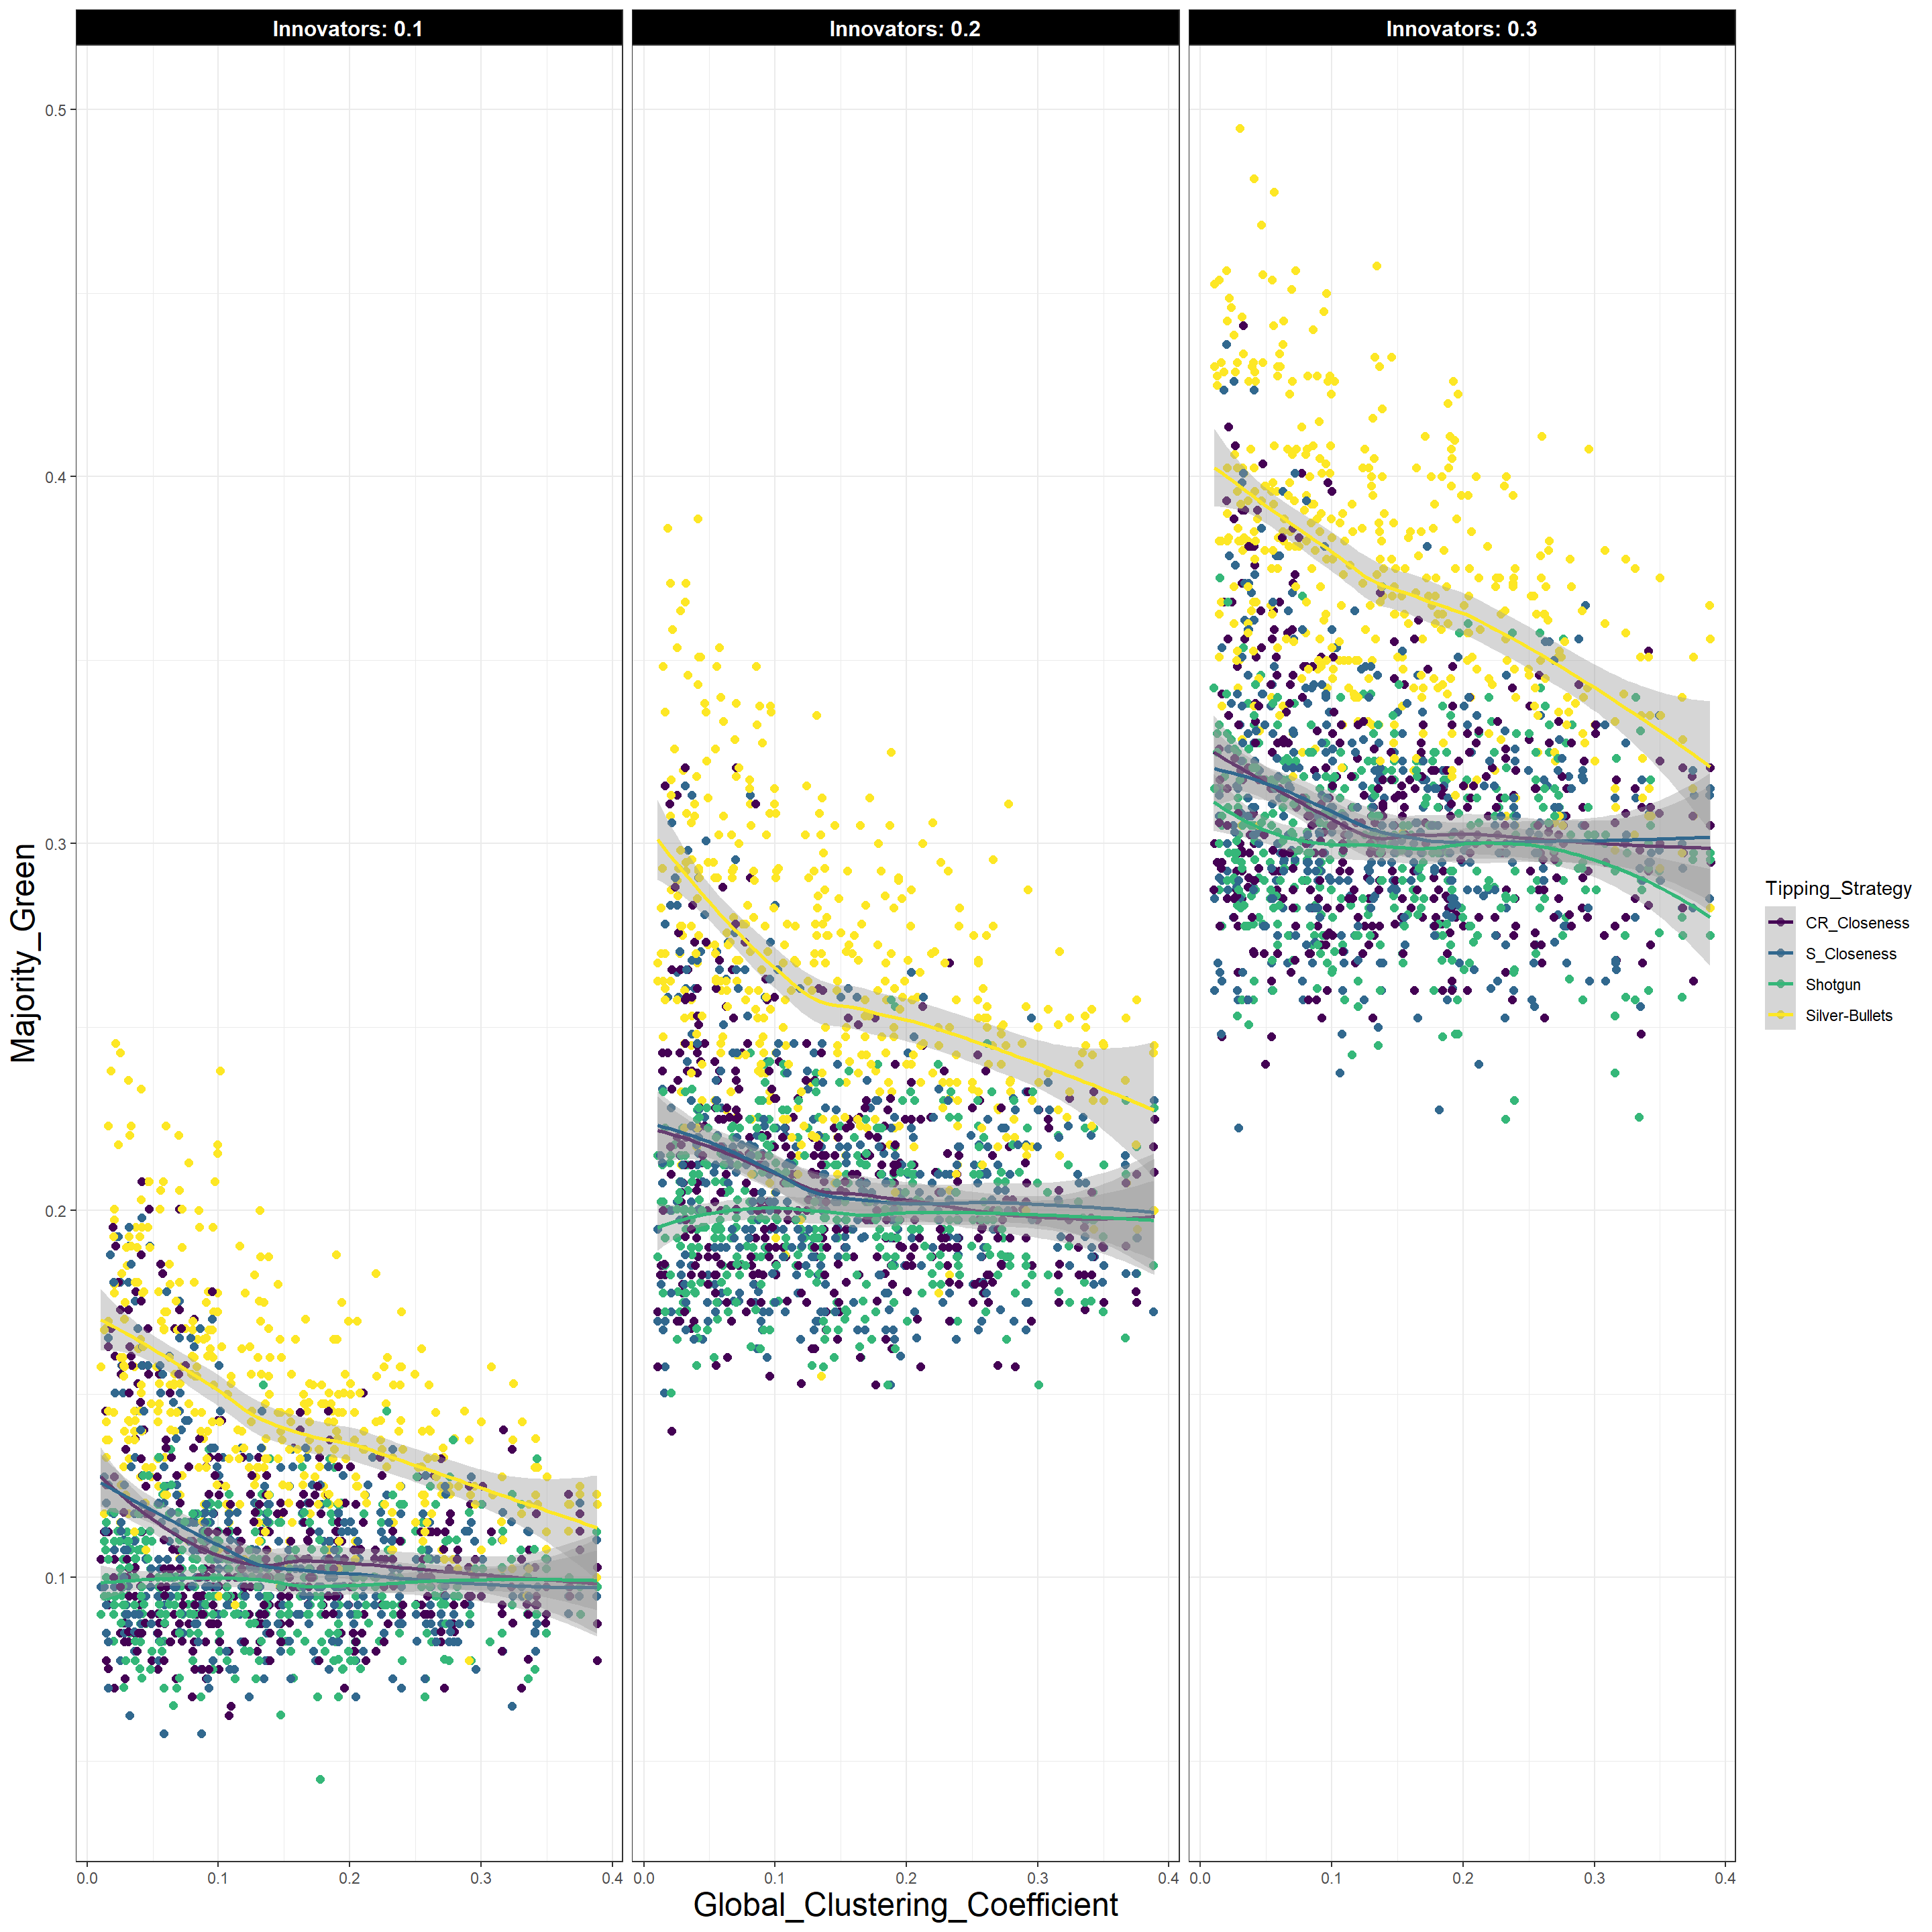 Innovators: 0.1
Innovators: 0.2
Innovators: 0.3
0.5
0.4
0.3
0.2
0.1
Majority_Green
0.0 0.1 0.2 0.3 0.4
0.0 0.1 0.2 0.3 0.4
0.0 0.1 0.2 0.3 0.4
Global_Clustering_Coefficient
Tipping_Strategy
CR_Closeness
S_Closeness
Shotgun
Silver-Bullets